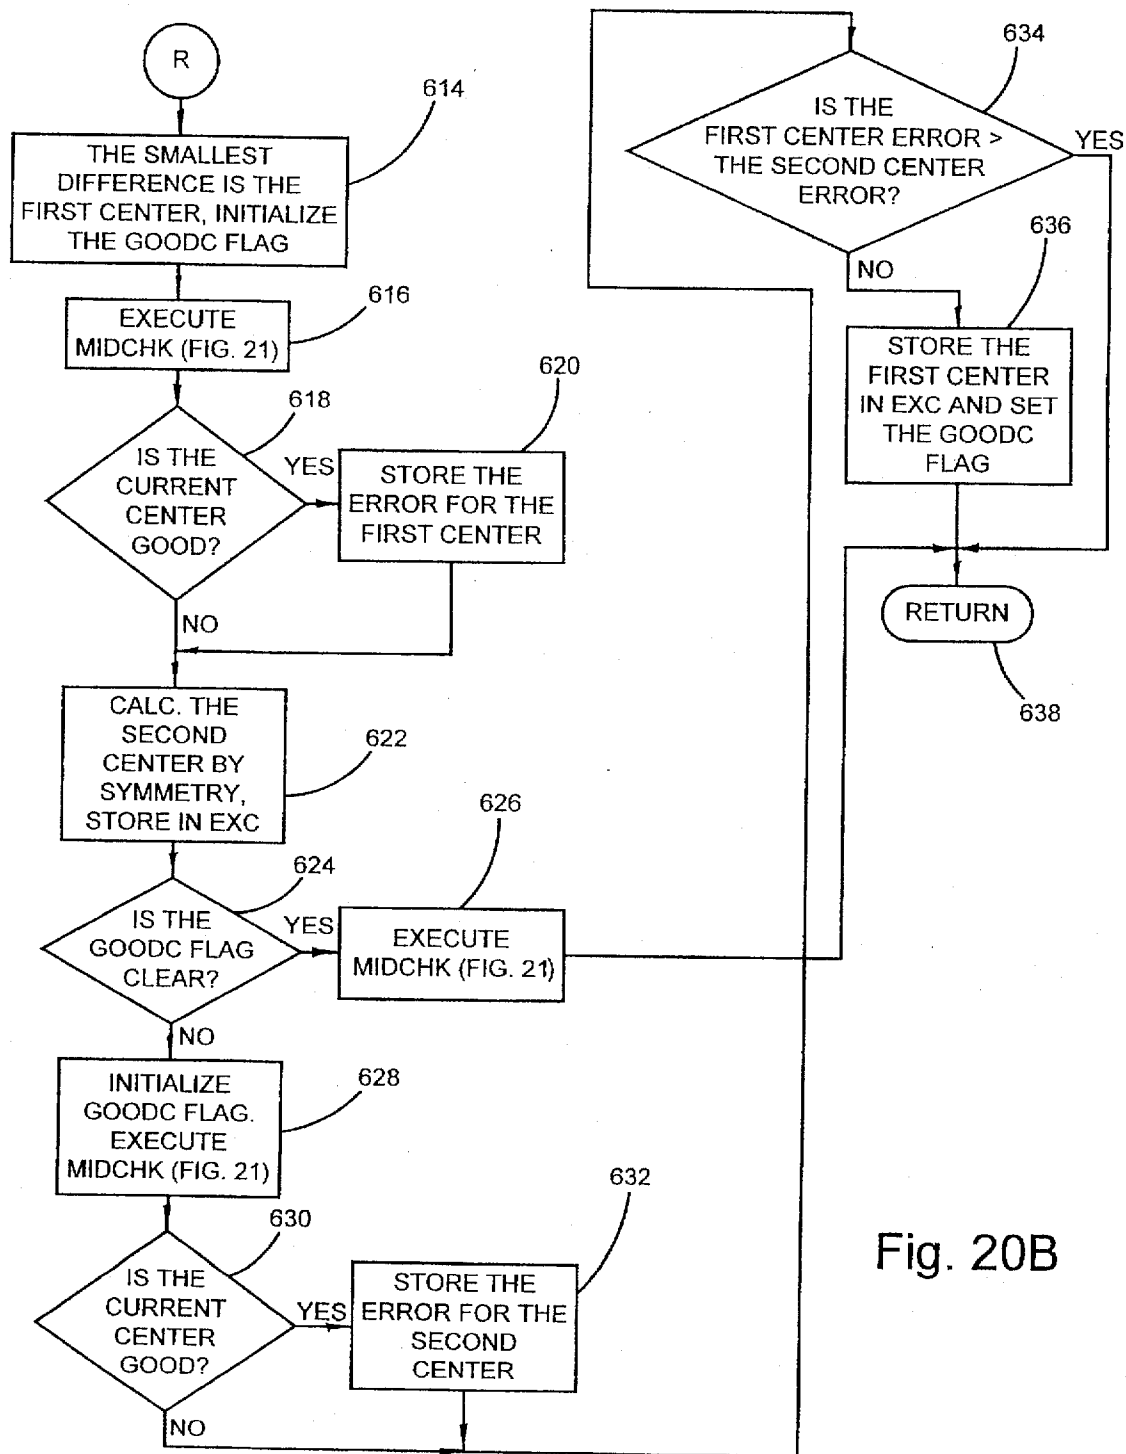 R
614
THE SMALLEST
DIFFERENCE IS THE
FIRST CENTER, INITIALIZE
THE GOODC FLAG
616
EXECUTE
MIDCHK (FIG. 21)
618
IS THE
CURRENT
CENTER
GOOD?
YES
620
STORE THE
ERROR FOR THE
FIRST CENTER
NO
CALC. THE
SECOND
CENTER BY
SYMMETRY,
STORE IN EXC
622
624
IS THE
GOODC FLAG
CLEAR?
YES
626
EXECUTE
MIDCHK (FIG. 21)
NO
INITIALIZE
GOODC FLAG.
EXECUTE
MIDCHK (FIG. 21)
628
630
IS THE
CURRENT
CENTER
GOOD?
YES
632
STORE THE
ERROR FOR THE
SECOND
CENTER
NO
634
IS THE
FIRST CENTER ERROR >
THE SECOND CENTER
ERROR?
YES
NO
636
STORE THE
FIRST CENTER
IN EXC AND SET
THE GOODC
FLAG
RETURN
638
Fig. 20B